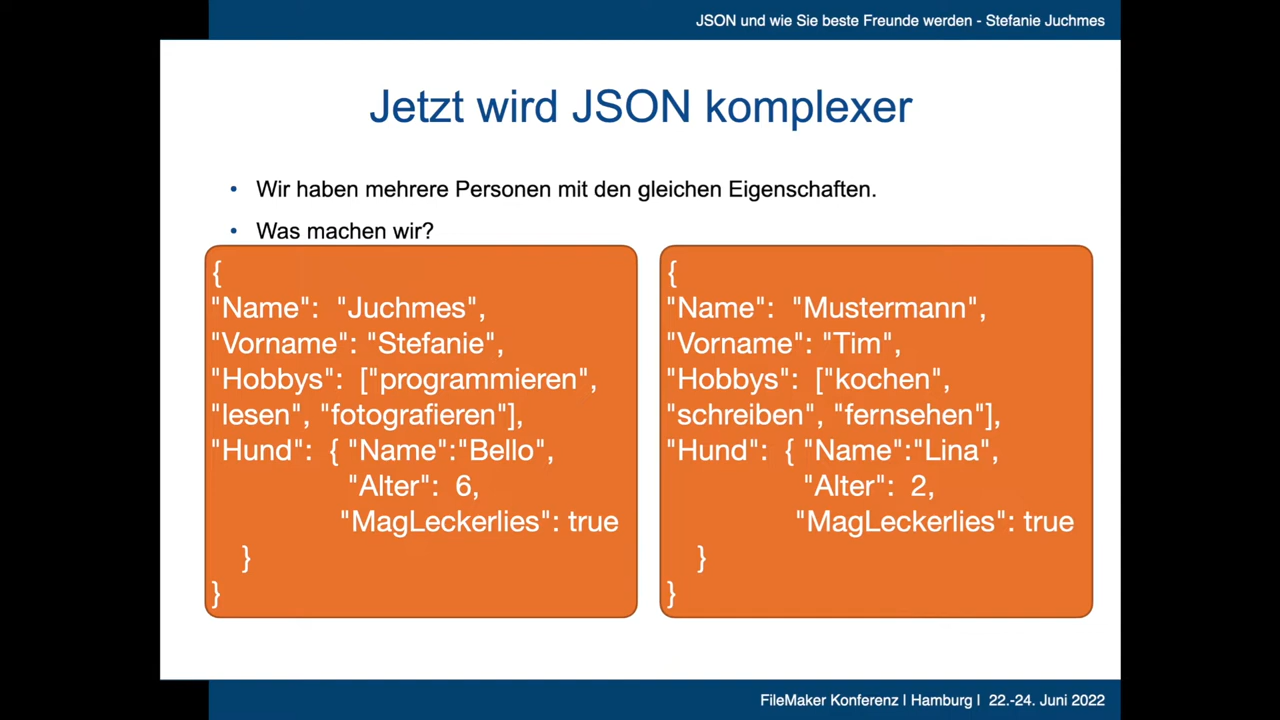 JSON und wie Sie beste Freunde werden - Stefanie Juchmes
Jetzt wird JSON komplexer
• Wir haben mehrere Personen mit den gleichen Eigenschaften.
• Was machen wir?
{
"Name": "Juchmes",
"Vorname": "Stefanie",
"Hobbys": ["programmieren",
"lesen", "fotografieren"],
"Hund": { "Name":"Bello",
"Alter": 6,
"MagLeckerlies": true
}
}
{
"Name": "Mustermann",
"Vorname": "Tim",
"Hobbys": ["kochen",
"schreiben", "fernsehen"],
"Hund": { "Name":"Lina",
"Alter": 2,
"MagLeckerlies": true
}
}
FileMaker Konferenz | Hamburg | 22.-24. Juni 2022